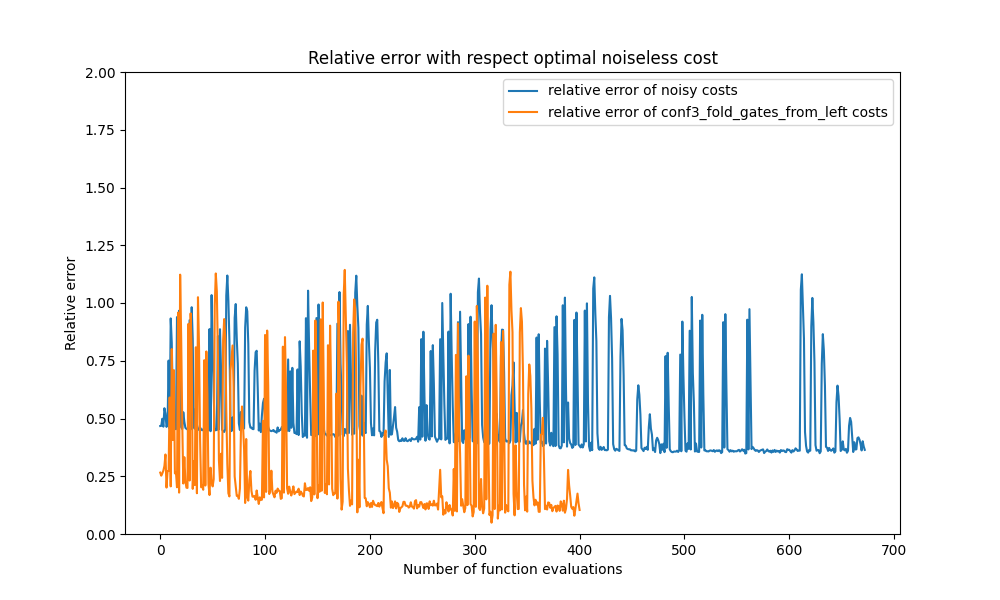 Relative error with respect optimal noiseless cost
relative error of noisy costs
relative error of conf3_fold_gates_from_left costs
2.00
1.75
1.50
1.25
1.00
0.75
0.50
0.25
0.00
Relative error
0 100 200 300 400 500 600 700
Number of function evaluations